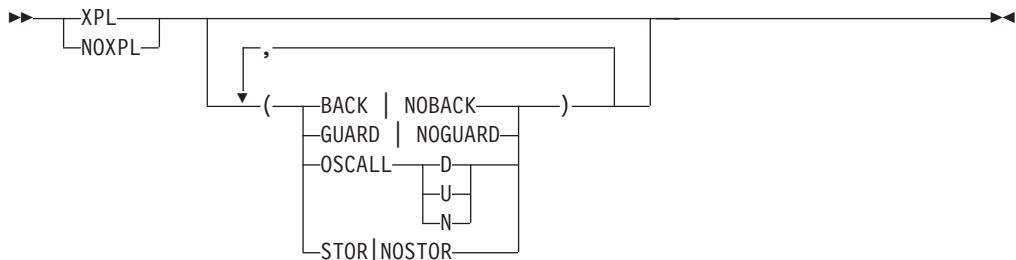 XPL
NOXPL
,
( BACK | NOBACK )
GUARD | NOGUARD
OSCALL D
U
N
STOR|NOSTOR